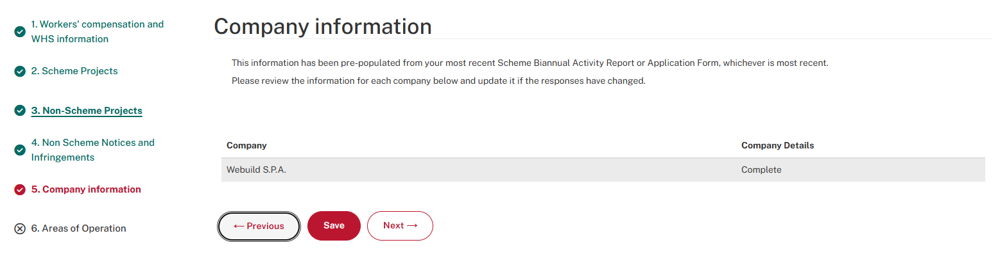 1. Workers' compensation and
WHS information
2. Scheme Projects
3. Non-Scheme Projects
4. Non Scheme Notices and
Infringements
5. Company information
6. Areas of Operation
Company information
This information has been pre-populated from your most recent Scheme Biannual Activity Report or Application Form, whichever is most recent.
Please review the information for each company below and update it if the responses have changed.
Company Company Details
Webuild S.P.A. Complete
← Previous Save Next →